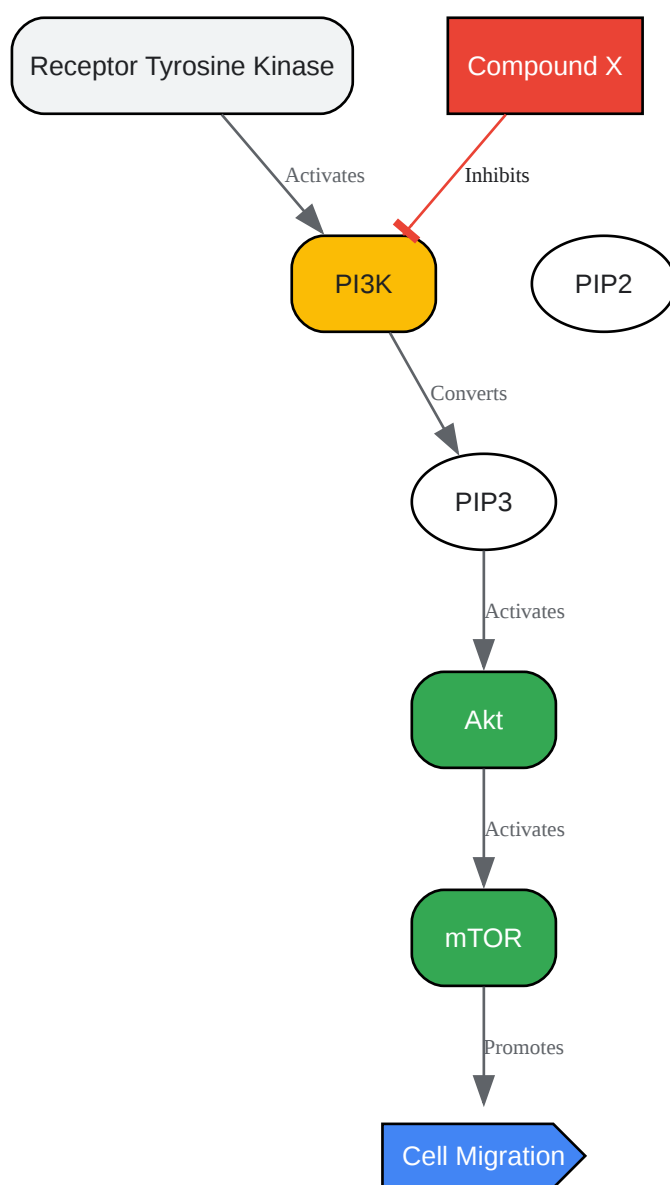 Receptor Tyrosine Kinase
Compound X
Activates
Inhibits
PI3K
PIP2
Converts
PIP3
Activates
Akt
Activates
mTOR
Promotes
Cell Migration